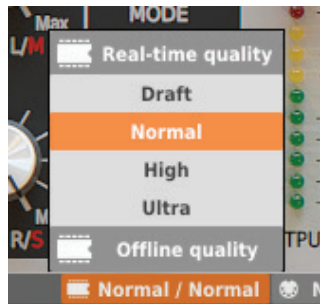 Max
MODE
L/M
Real-time quality
Draft
Normal
High
Ultra
M
R/S
Offline quality
TPU
Normal / Normal
N